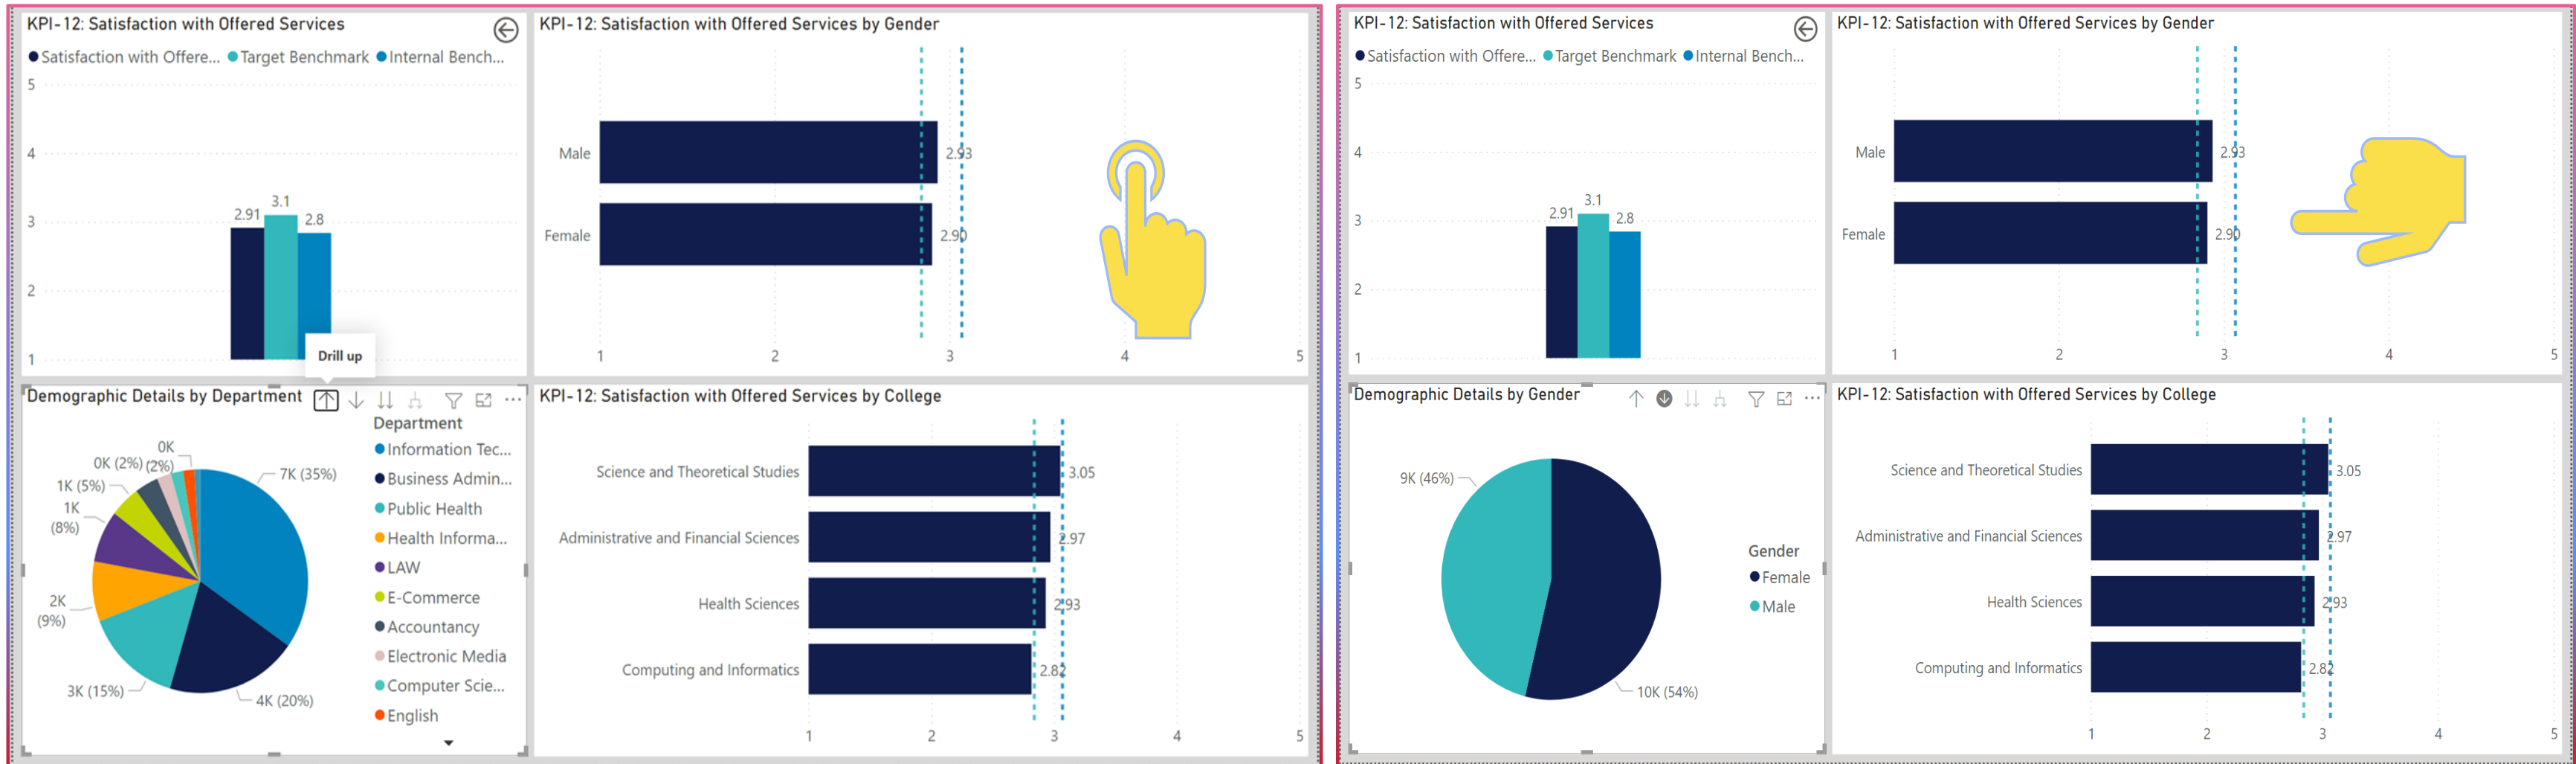 KPI-12: Satisfaction with Offered Services
Satisfaction with Offere... Target Benchmark Internal Bench...
5
4
3
2
1
2.91
3.1
2.8
Drill up
KPI-12: Satisfaction with Offered Services by Gender
Male
2.93
Female
2.90
1 2 3 4 5
Demographic Details by Department
0K
0K (2%) (2%)
1K (5%)
1K
(8%)
2K
(9%)
3K (15%)
4K (20%)
7K (35%)
Department
Information Tec...
Business Admin...
Public Health
Health Informa...
LAW
E-Commerce
Accountancy
Electronic Media
Computer Scie...
English
KPI-12: Satisfaction with Offered Services by College
Science and Theoretical Studies
3.05
Administrative and Financial Sciences
2.97
Health Sciences
2.93
Computing and Informatics
2.82
1 2 3 4 5
KPI-12: Satisfaction with Offered Services
Satisfaction with Offere... Target Benchmark Internal Bench...
5
4
3
2
1
2.91
3.1
2.8
KPI-12: Satisfaction with Offered Services by Gender
Male
2.93
Female
2.90
1 2 3 4 5
Demographic Details by Gender
9K (46%)
10K (54%)
Gender
Female
Male
KPI-12: Satisfaction with Offered Services by College
Science and Theoretical Studies
3.05
Administrative and Financial Sciences
2.97
Health Sciences
2.93
Computing and Informatics
2.82
1 2 3 4 5